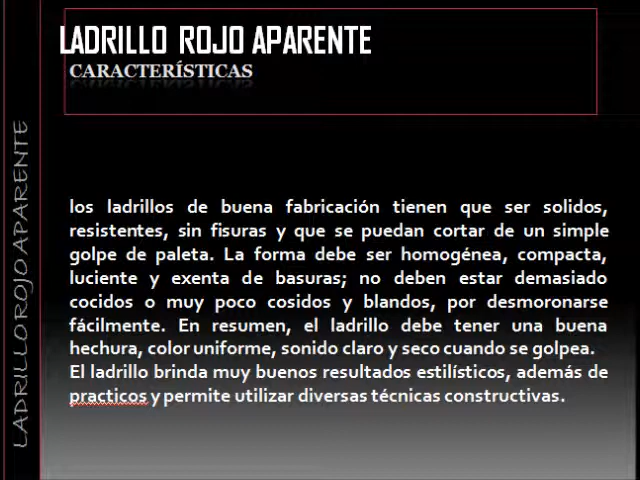 LADRILLO ROJO APARENTE
CARACTERÍSTICAS
LADRILLO ROJO APARENTE
los ladrillos de buena fabricación tienen que ser solidos,
resistentes, sin fisuras y que se puedan cortar de un simple
golpe de paleta. La forma debe ser homogénea, compacta,
luciente y exenta de basuras; no deben estar demasiado
cocidos o muy poco cosidos y blandos, por desmoronarse
fácilmente. En resumen, el ladrillo debe tener una buena
hechura, color uniforme, sonido claro y seco cuando se golpea.
El ladrillo brinda muy buenos resultados estilísticos, además de
practicos y permite utilizar diversas técnicas constructivas.